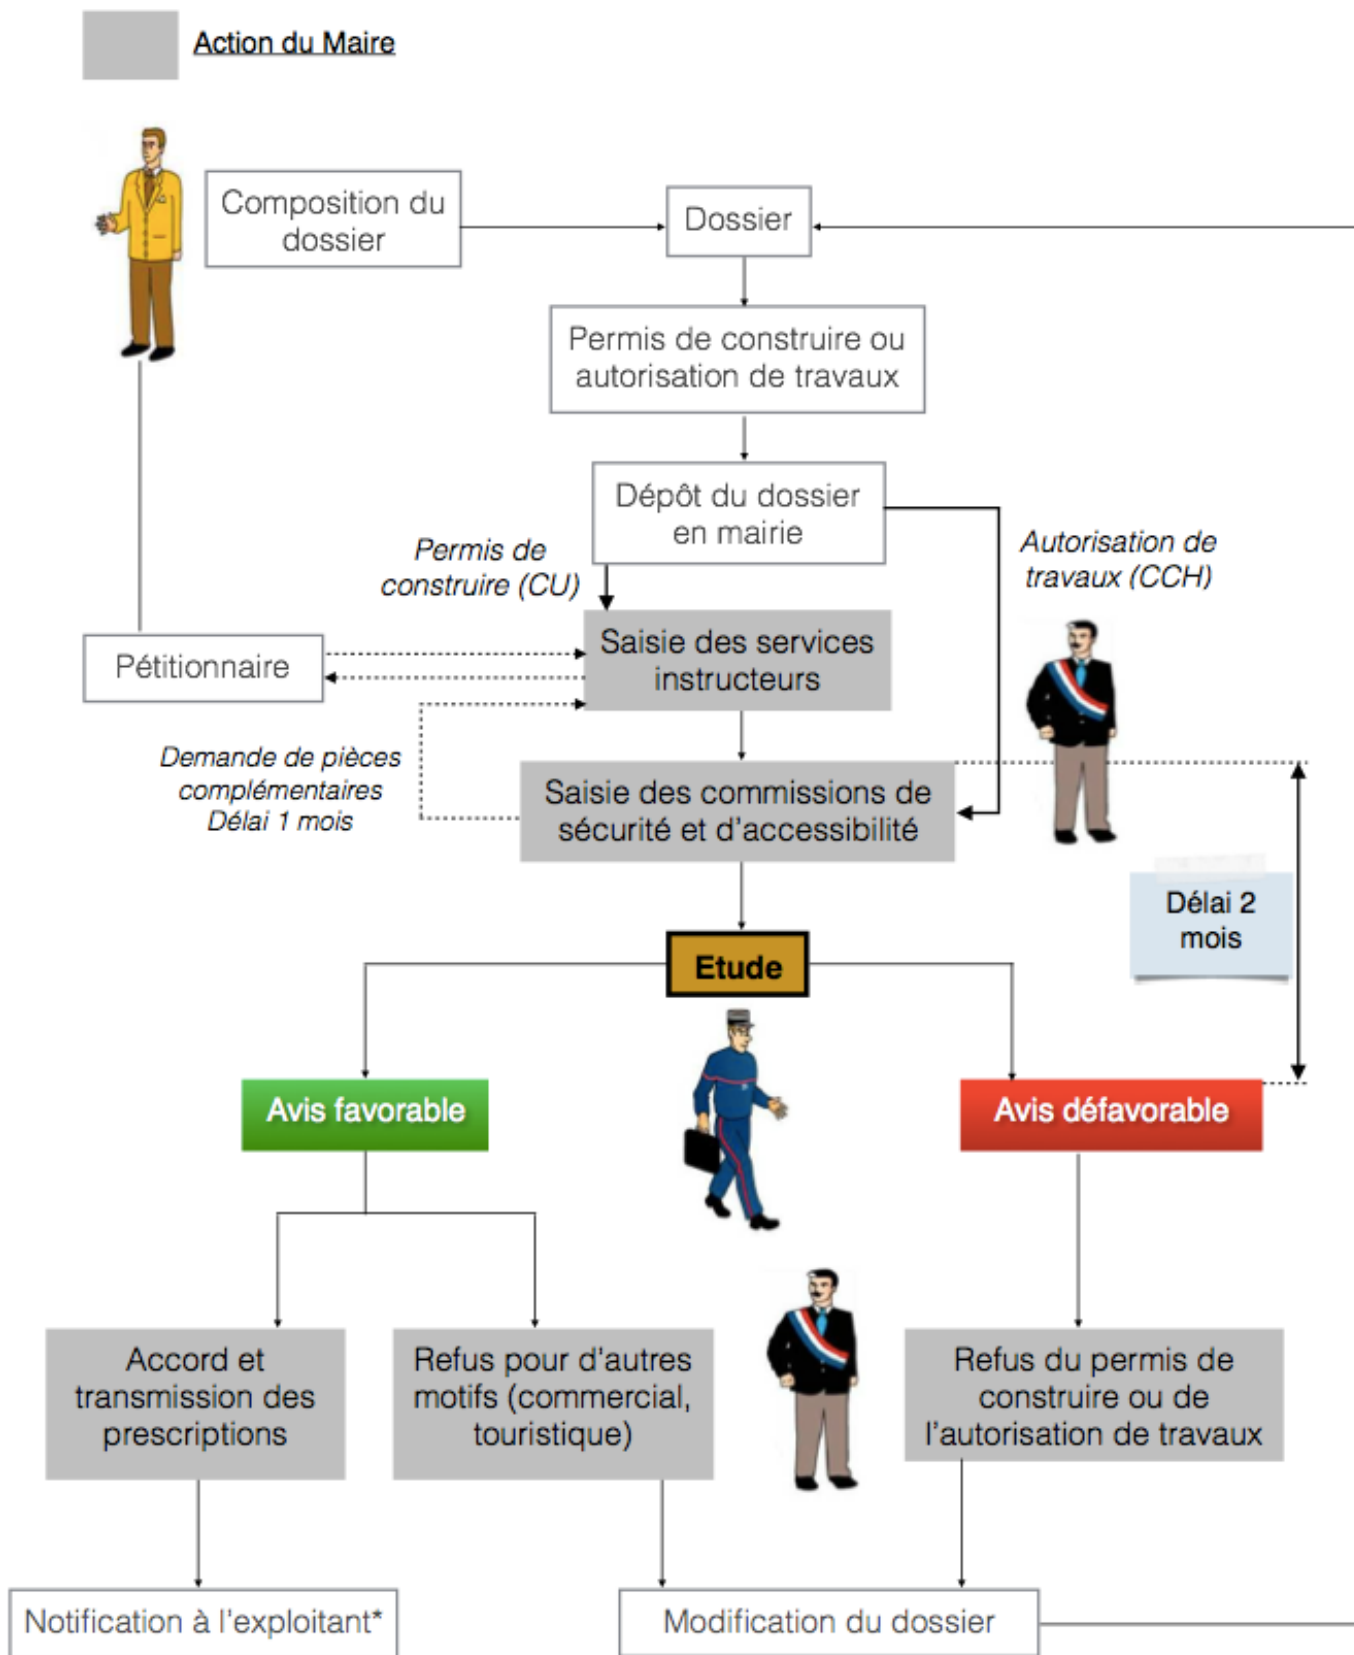 Action du Maire
Composition du
dossier
Dossier
Permis de construire ou
autorisation de travaux
Dépôt du dossier
en mairie
Permis de
construire (CU)
Autorisation de
travaux (CCH)
Saisie des services
instructeurs
Pétitionnaire
Demande de pièces
complémentaires
Délai 1 mois
Saisie des commissions de
sécurité et d'accessibilité
Délai 2
mois
Etude
Avis favorable
Avis défavorable
Accord et
transmission des
prescriptions
Refus pour d'autres
motifs (commercial,
touristique)
Refus du permis de
construire ou de
l'autorisation de travaux
Notification à l'exploitant*
Modification du dossier